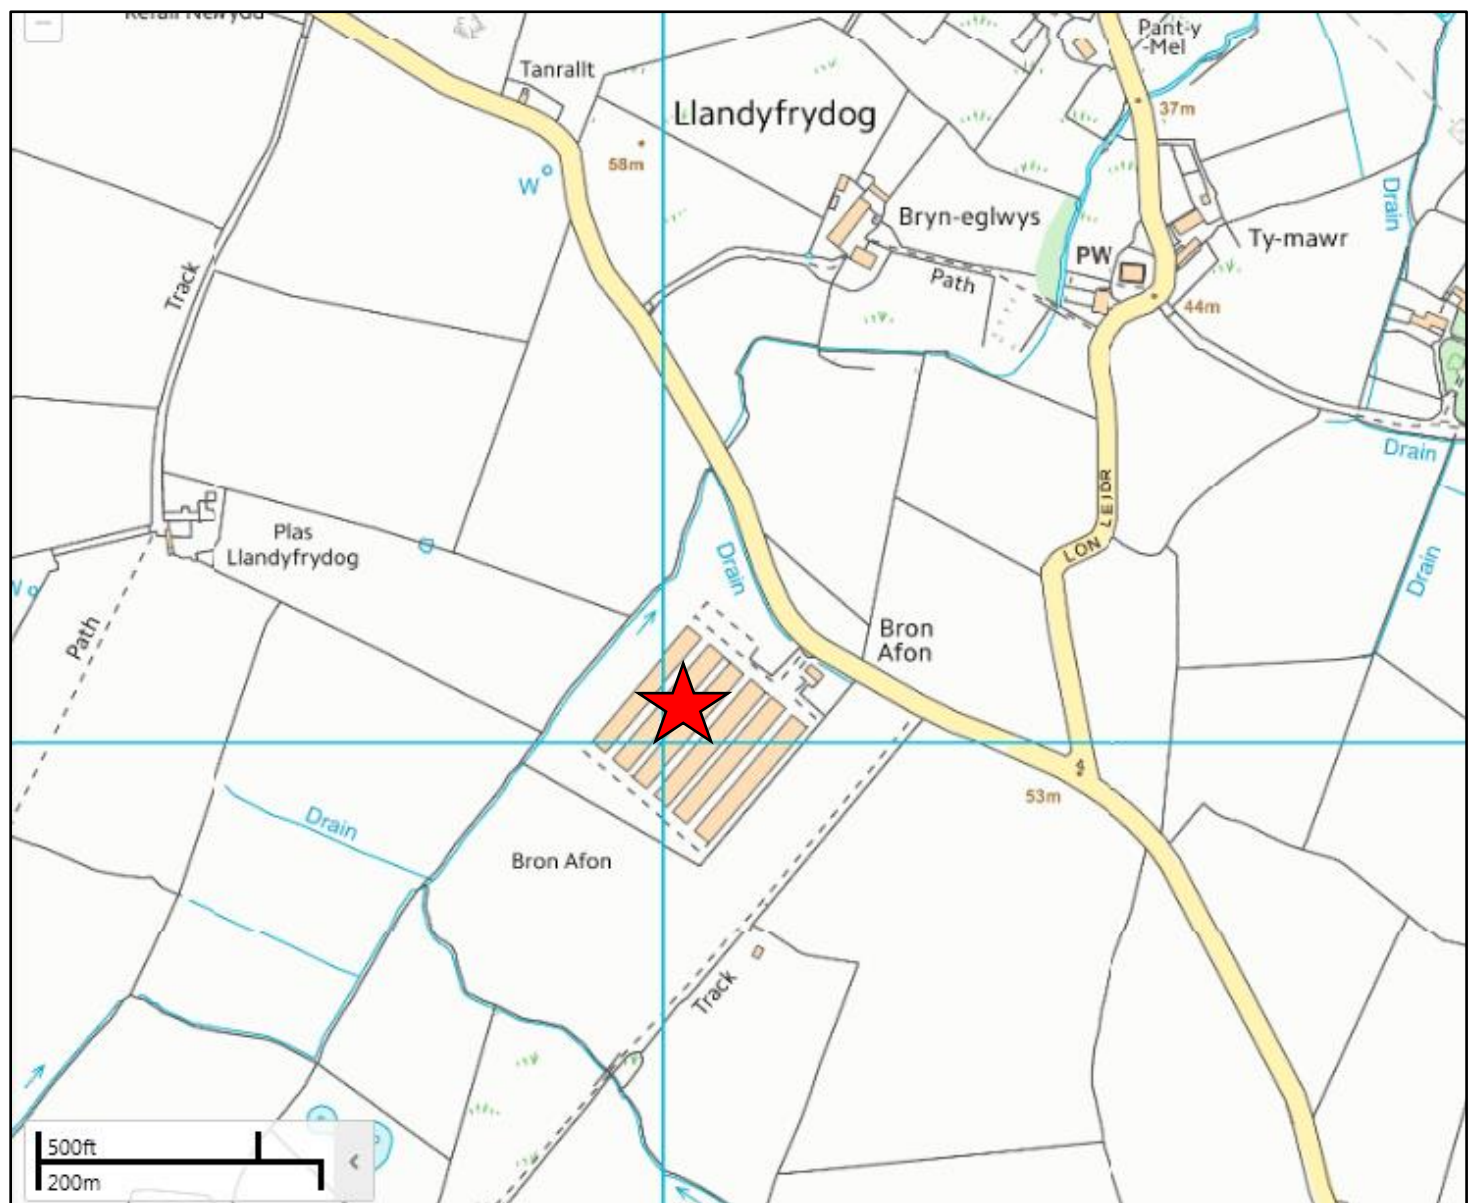 Tanrallt
Pant-y
-Mel
Llandyfrydog
37m
58m
W
Drain
Bryn-eglwys
Ty-mawr
PW
Track
Path
44m
Drain
LON LEIDR
Plas
Llandyfrydog
Drain
Drain
W
Path
Bron
Afon
53m
Drain
Bron Afon
Track
500ft
200m